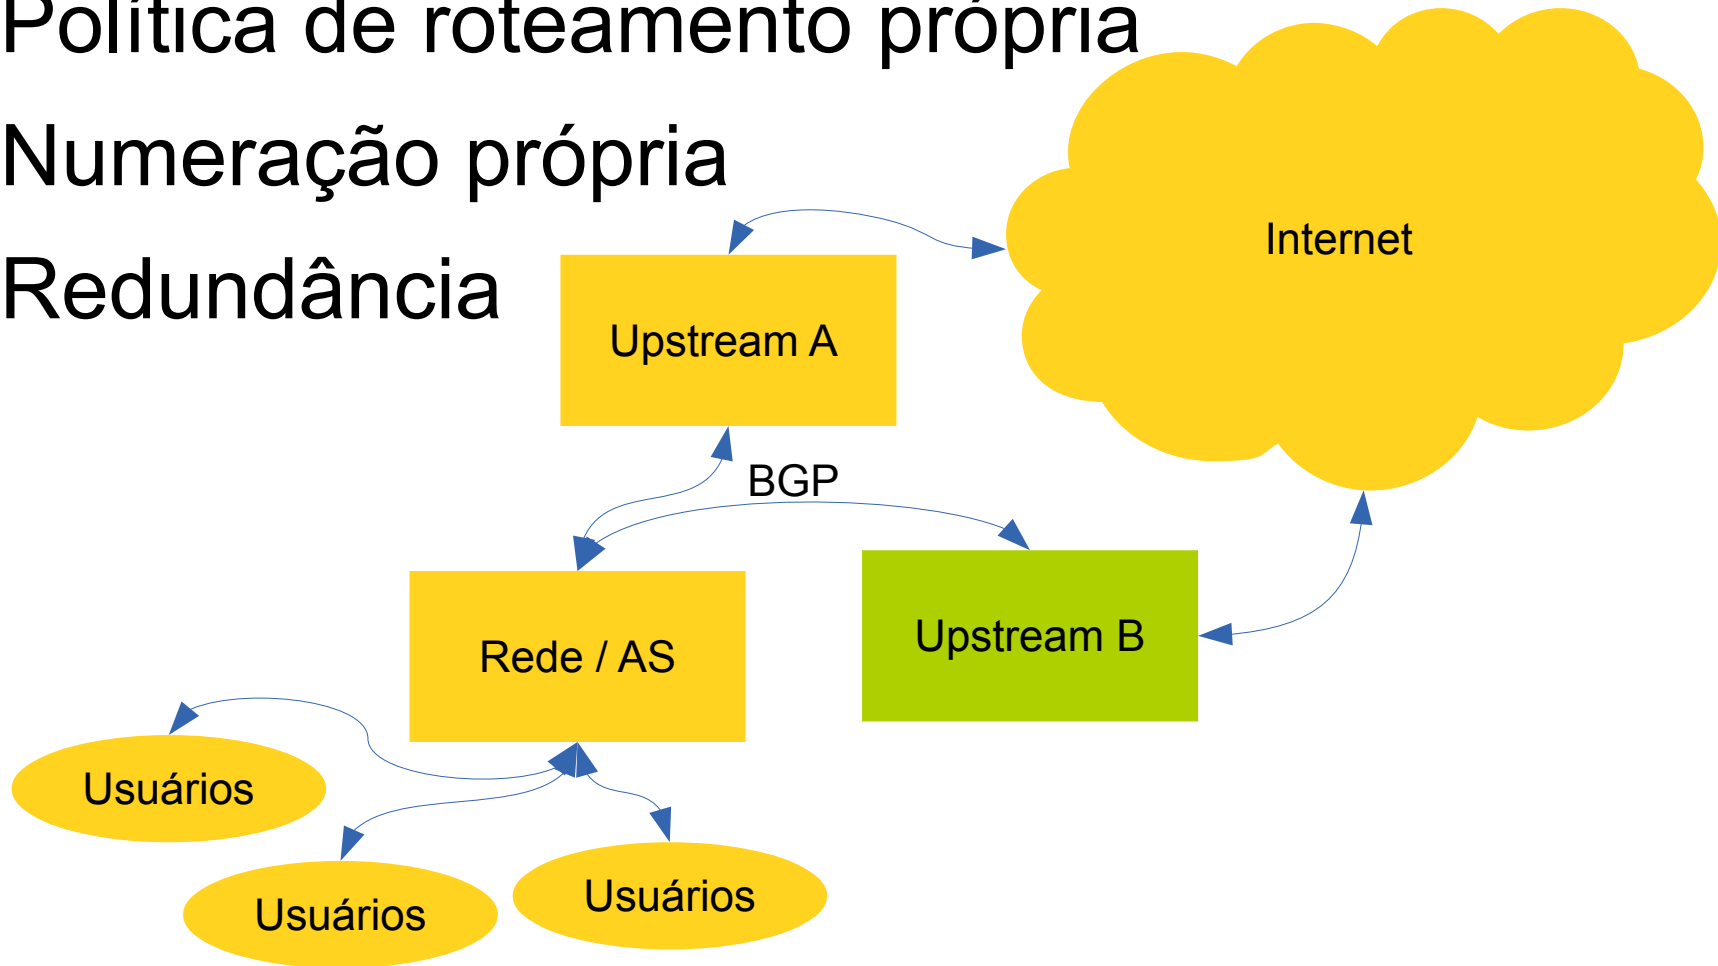 Política de roteamento própria
Numeração própria
Redundância
Internet
Upstream A
BGP
Upstream B
Rede / AS
Usuários
Usuários
Usuários